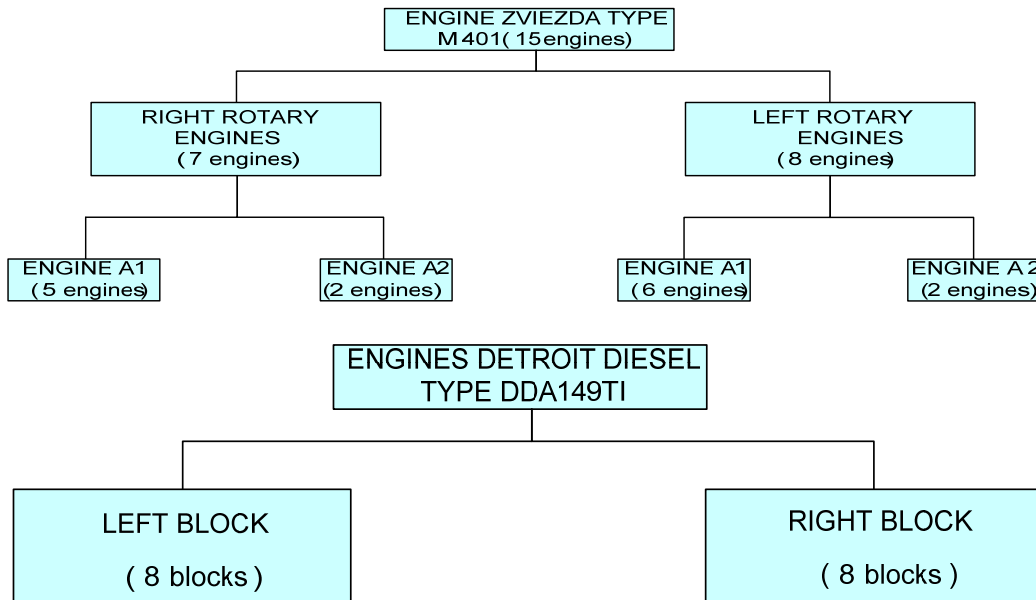 ENGINE ZVIEZDA TYPE
M401( 15engines)
RIGHT ROTARY
ENGINES
( 7 engines)
LEFT ROTARY
ENGINES
( 8 engines)
ENGINE A1
( 5 engines)
ENGINE A2
(2 engines)
ENGINE A1
( 6 engines)
ENGINE A 2
(2 engines)
ENGINES DETROIT DIESEL
TYPE DDA149TI
LEFT BLOCK
( 8 blocks )
RIGHT BLOCK
( 8 blocks )